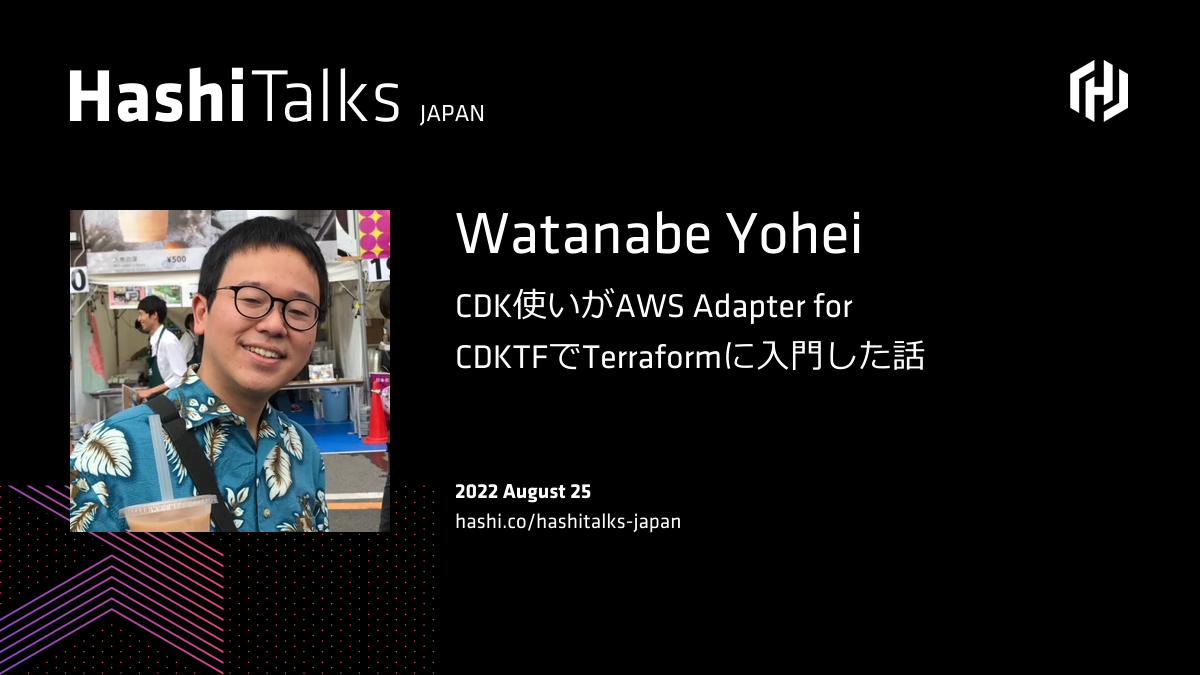 HashiTalks JAPAN
Watanabe Yohei
CDK使いがAWS Adapter for
CDKTFでTerraformに入門した話
¥500
0
2022 August 25
hashi.co/hashitalks-japan